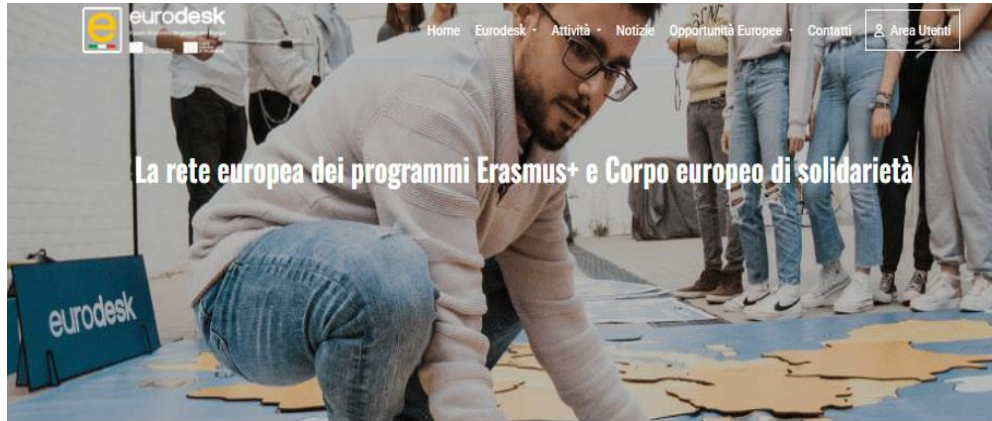 eurodesk
Home Eurodesk Attività Notizie Opportunità Europee Contatti Area Utenti
La rete europea dei programmi Erasmus+ e Corpo europeo di solidarietà
eurodesk